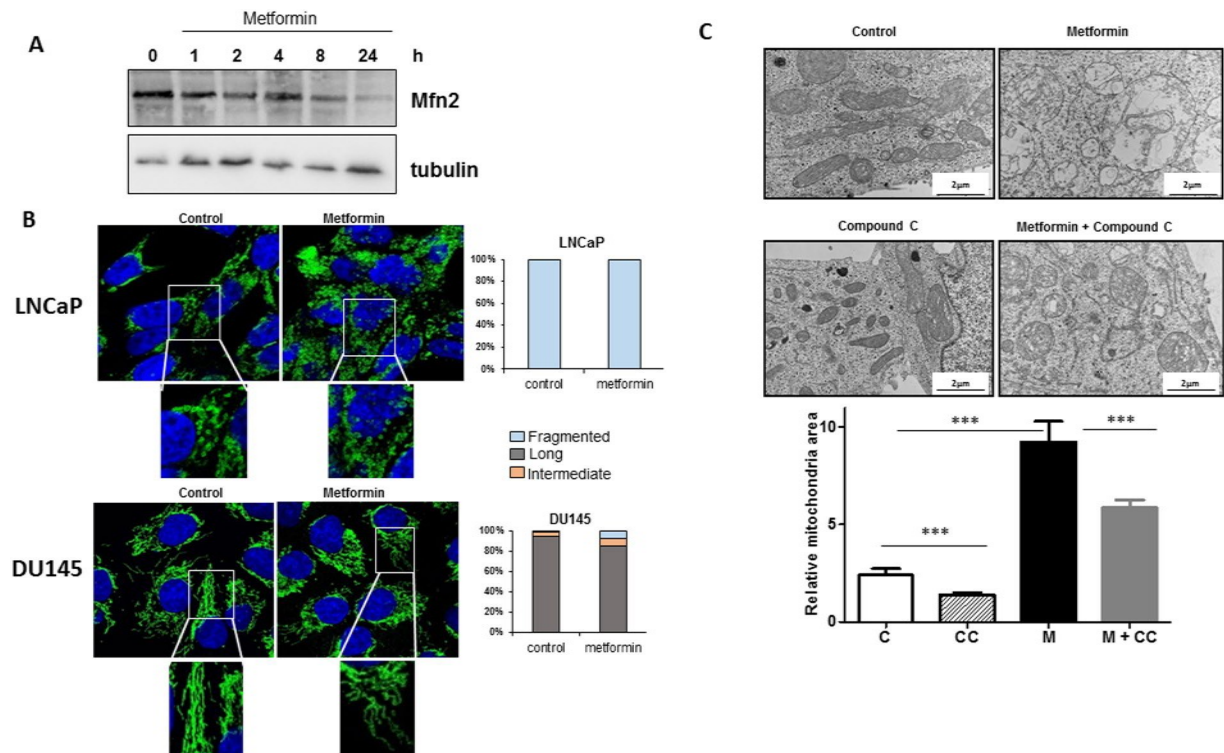 A
Metformin
0 1 2 4 8 24 h
Mfn2
tubulin
B
Control Metformin
LNCaP
LNCaP
100%
80%
60%
40%
20%
0%
control metformin
Fragmented
Long
Intermediate
Control Metformin
DU145
DU145
100%
80%
60%
40%
20%
0%
control metformin
C
Control Metformin
2µm 2µm
Compound C Metformin + Compound C
2µm 2µm
Relative mitochondria area
10
5
0
*** ***
***
C CC M M + CC